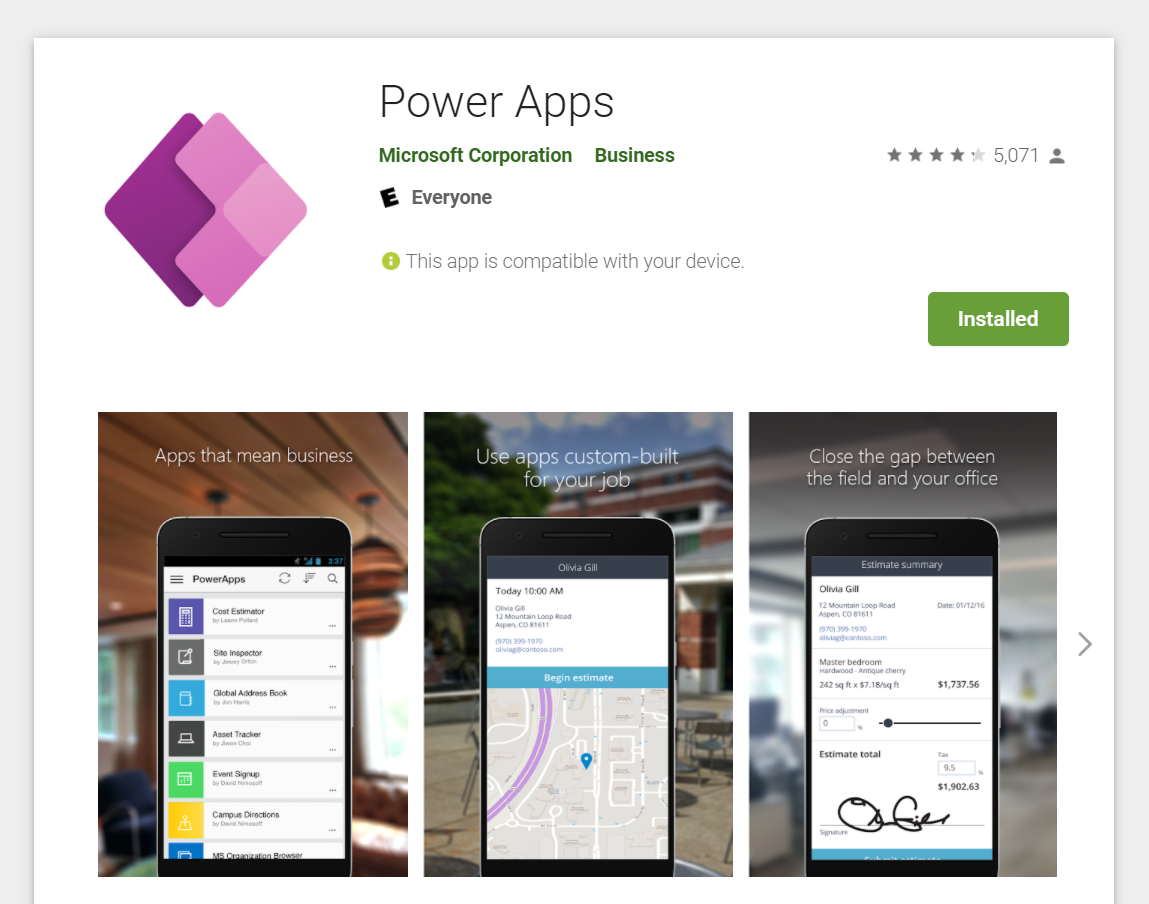 Power Apps
Microsoft Corporation Business
5,071
E Everyone
This app is compatible with your device.
Installed
Apps that mean business
3:37
PowerApps
Cost Estimator
by Leann Pollard
...
Site Inspector
by Jimmy Orton
...
Global Address Book
by Jon Harris
...
Asset Tracker
by Jiwon Choi
...
Event Signup
by David Nimosoff
...
Campus Directions
by David Nimosoff
...
MS Organization Browser
Use apps custom-built
for your job
Olivia Gill
Today 10:00 AM
Olivia Gill
12 Mountain Loop Road
Aspen, CO 81611
(970) 399-1970
oliviag@contoso.com
Begin estimate
Close the gap between
the field and your office
Estimate summary
Olivia Gill
12 Mountain Loop Road Date: 01/12/16
Aspen, CO 81611
(970) 399-1970
oliviag@contoso.com
Master bedroom
Hardwood - Antique cherry
242 sq ft x $7.18/sq ft $1,737.56
Price adjustment
0 %
Estimate total Tax
9.5 %
$1,902.63
Signature
Submit estimate